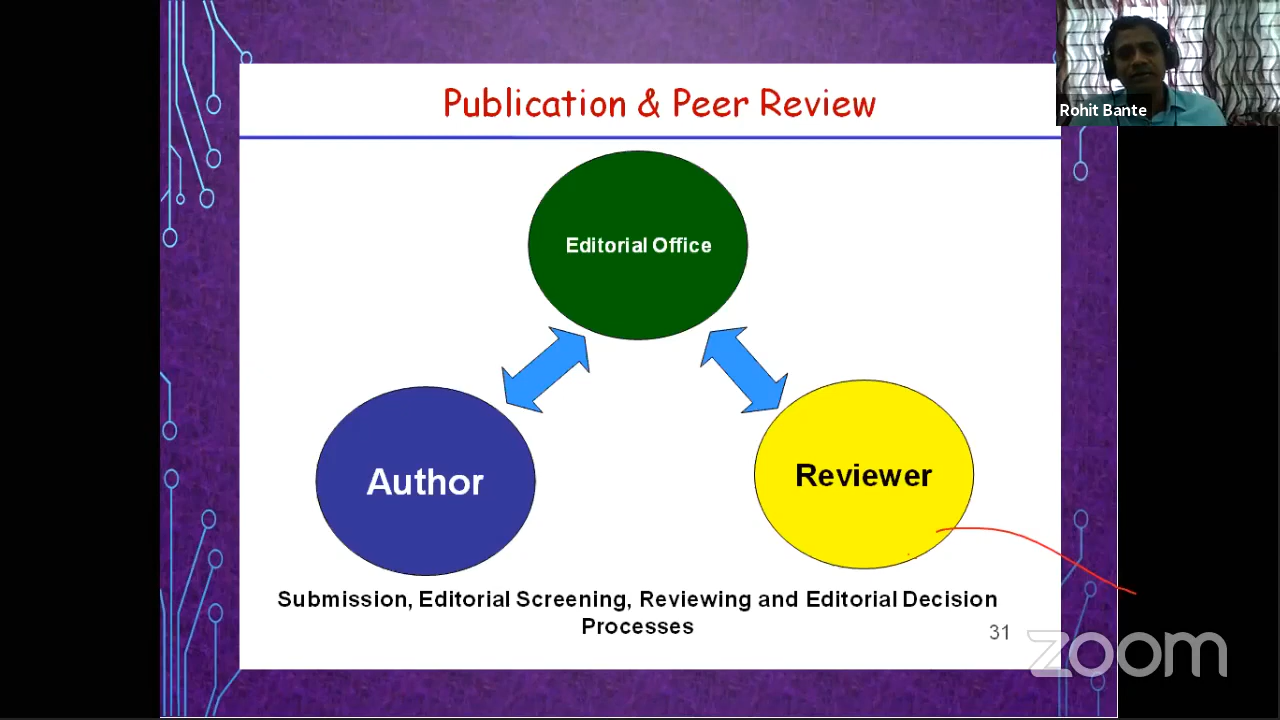 Publication & Peer Review
Rohit Bante
Editorial Office
Author
Reviewer
Submission, Editorial Screening, Reviewing and Editorial Decision
Processes
31
zoom